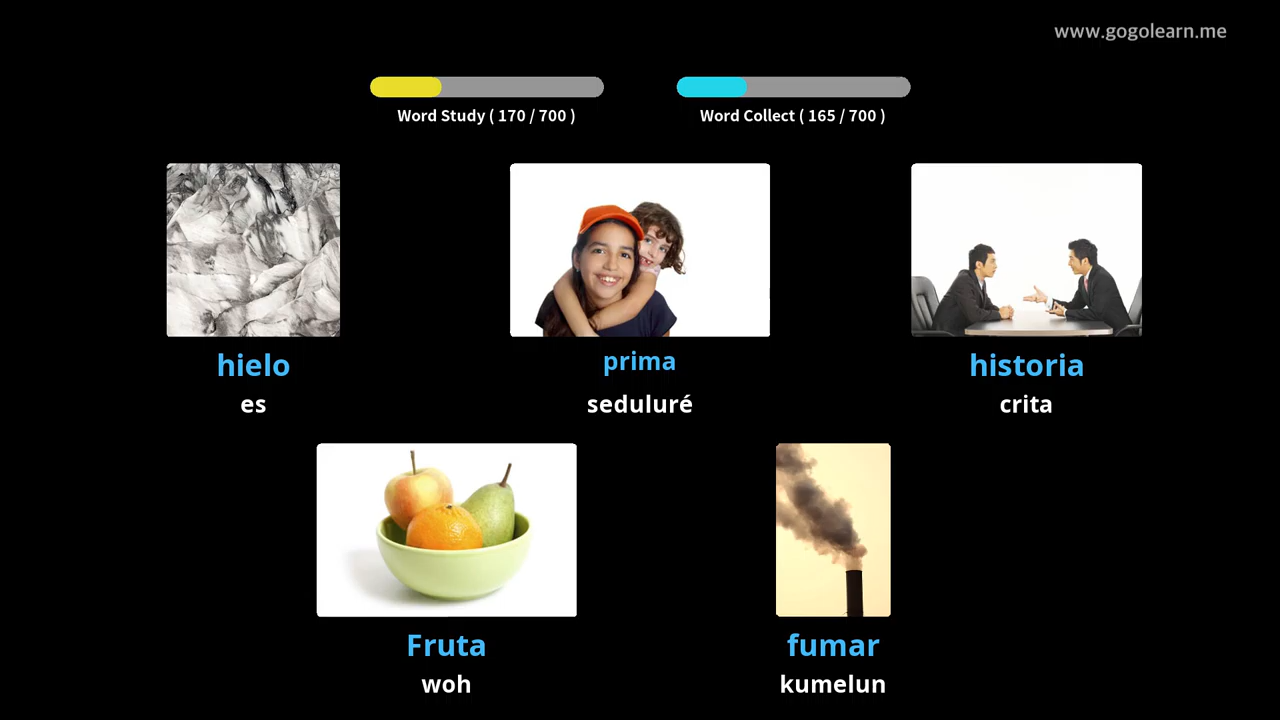 www.gogolearn.me
Word Study ( 170 / 700 )
Word Collect ( 165 / 700 )
hielo
es
prima
seduluré
historia
crita
Fruta
woh
fumar
kumelun